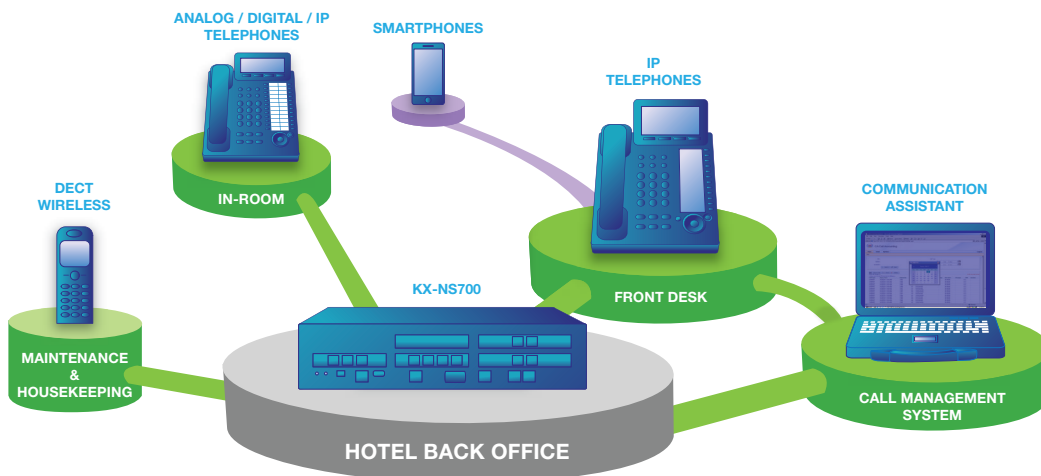 ANALOG / DIGITAL / IP
TELEPHONES
SMARTPHONES
IP
TELEPHONES
IN-ROOM
DECT
WIRELESS
COMMUNICATION
ASSISTANT
KX-NS700
FRONT DESK
MAINTENANCE
&
HOUSEKEEPING
CALL MANAGEMENT
SYSTEM
HOTEL BACK OFFICE